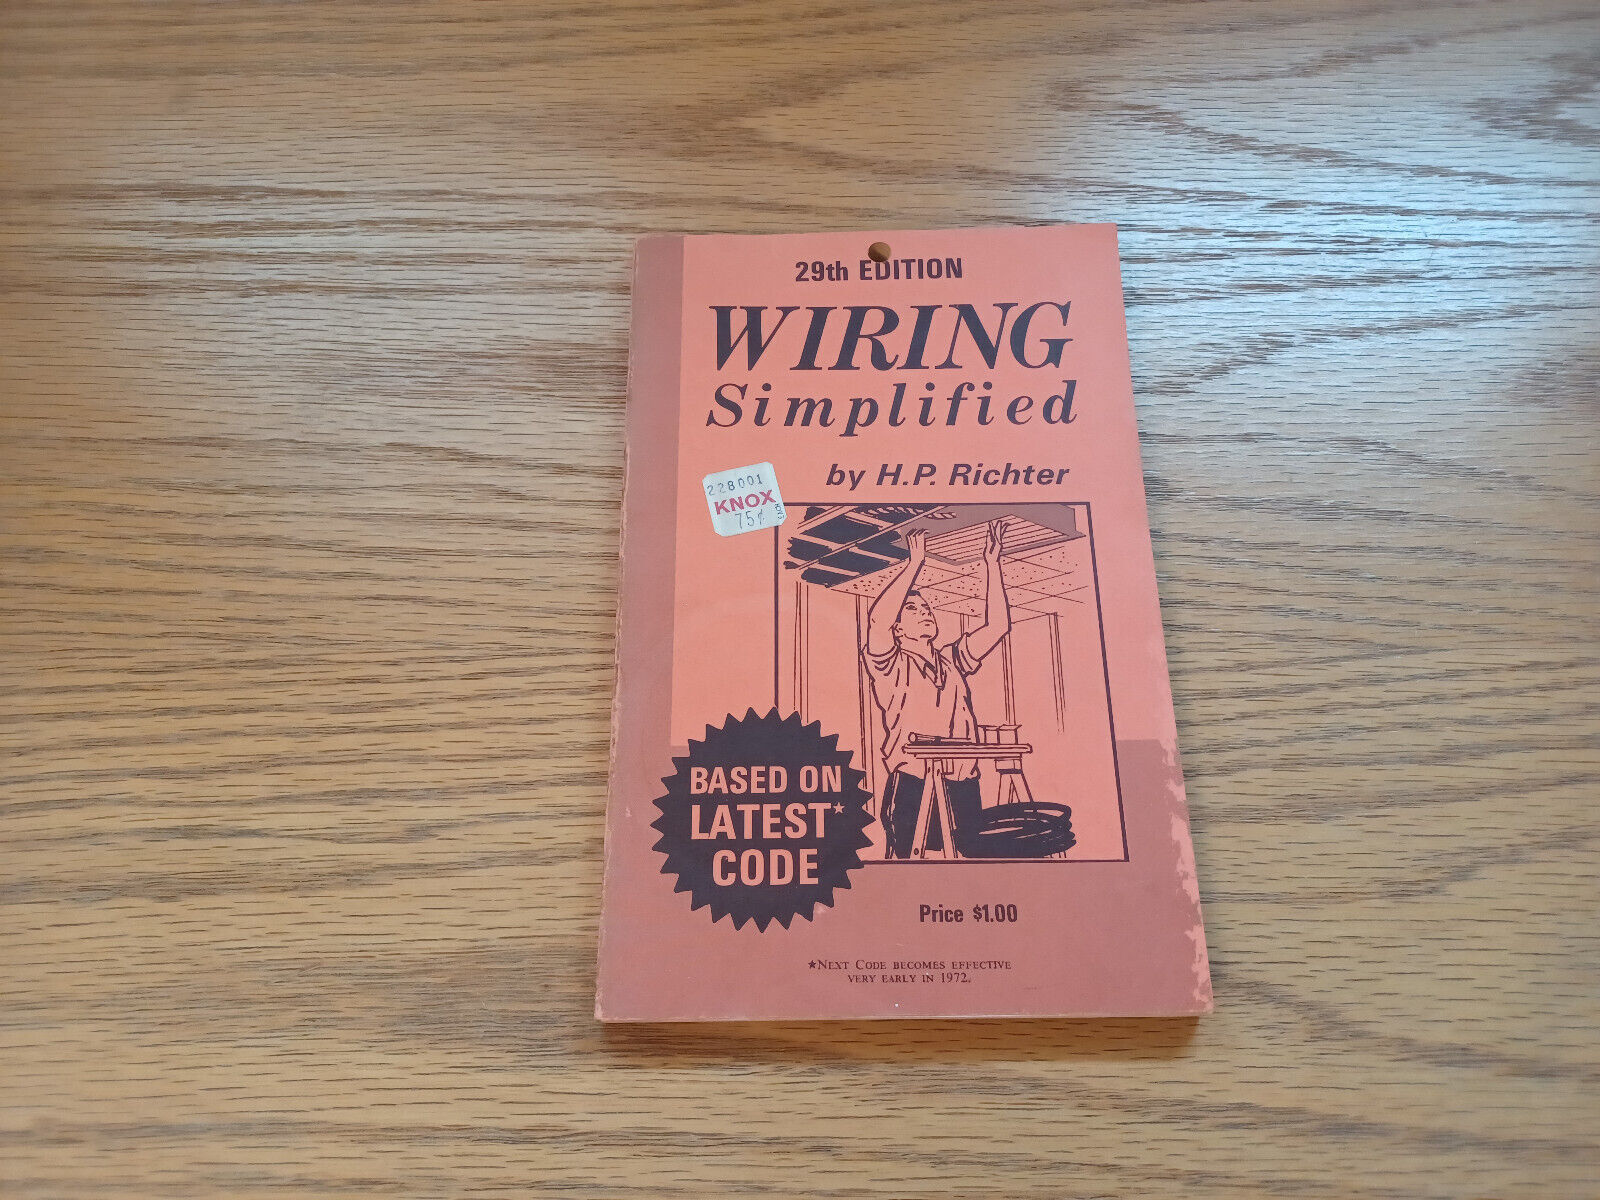 29th EDITION
WIRING
Simplified
by H.P. Richter
228001
KNOX
75¢
BASED ON
LATEST★
CODE
Price $1.00
★NEXT CODE BECOMES EFFECTIVE
VERY EARLY IN 1972.